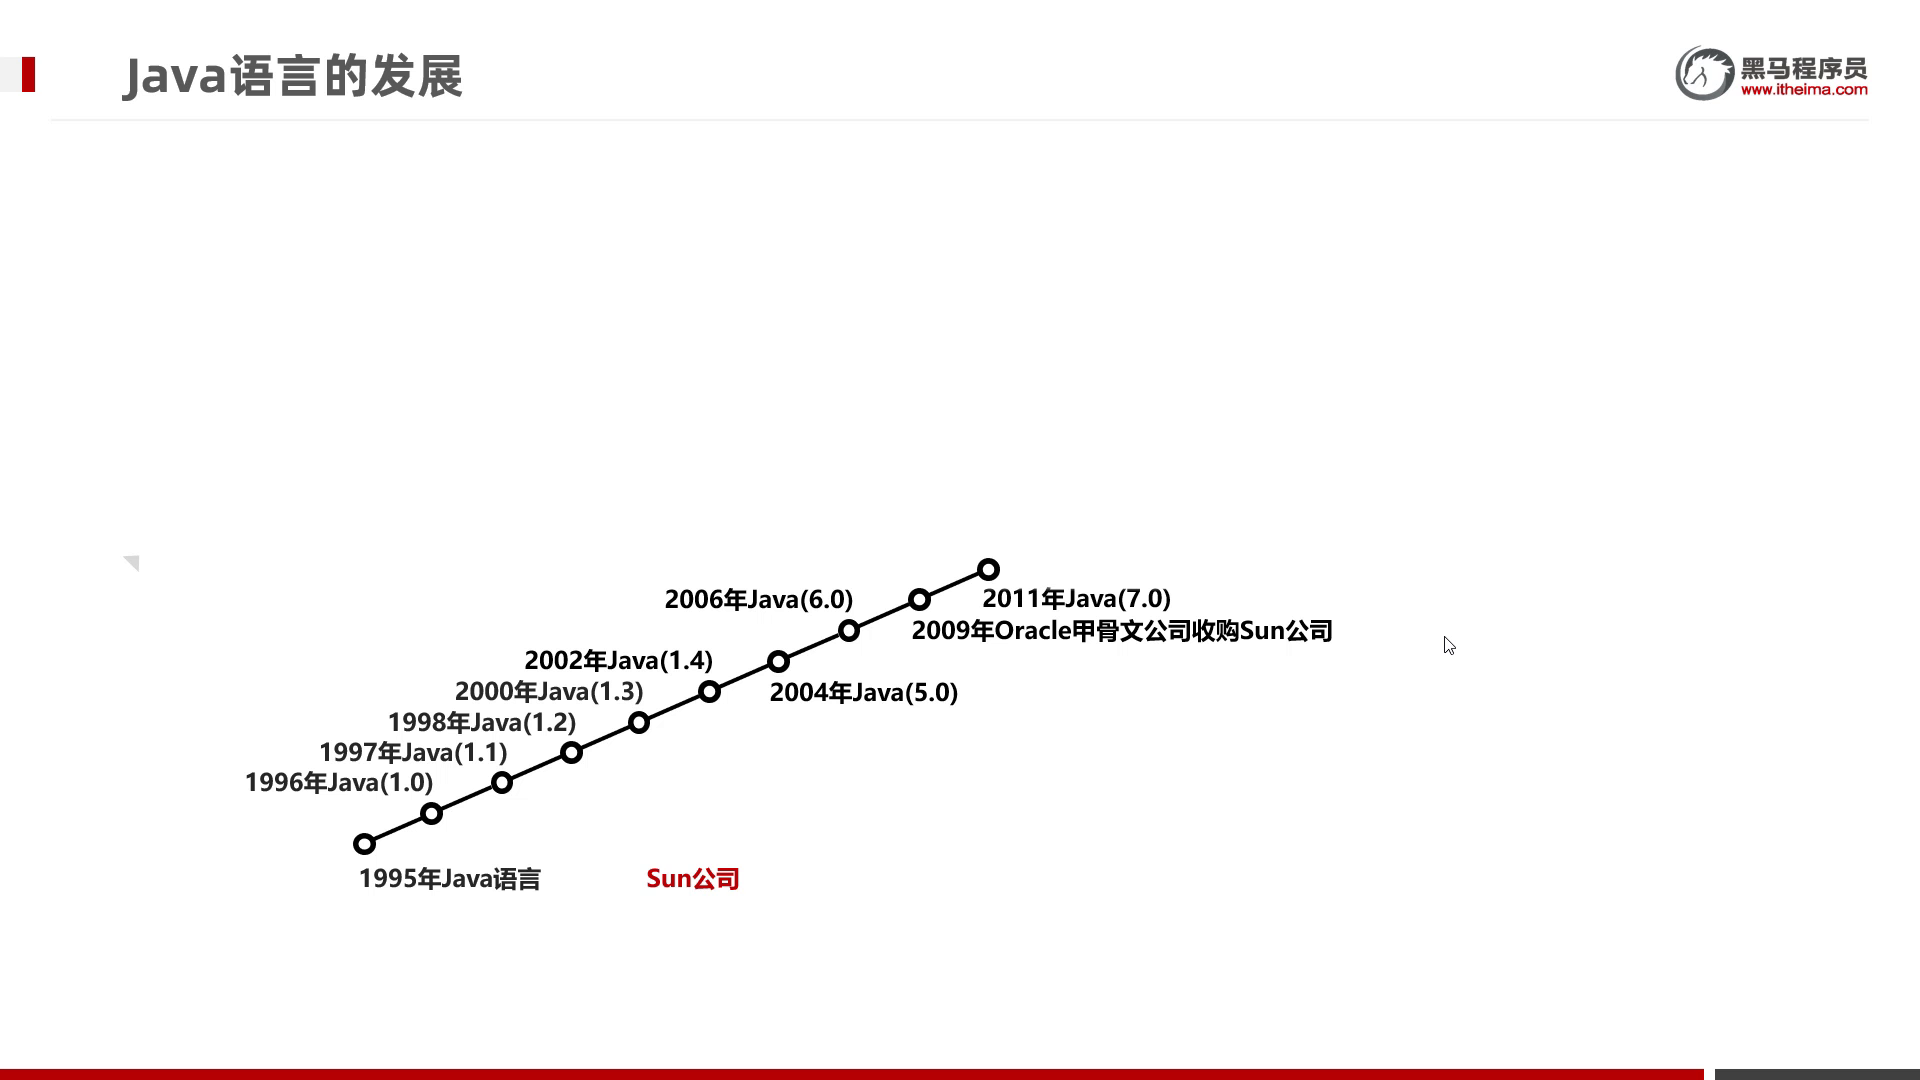 Java语言的发展
黑马程序员
www.itheima.com
2006年Java(6.0)
2011年Java(7.0)
2009年Oracle甲骨文公司收购Sun公司
2002年Java(1.4)
2000年Java(1.3)
2004年Java(5.0)
1998年Java(1.2)
1997年Java(1.1)
1996年Java(1.0)
1995年Java语言
Sun公司